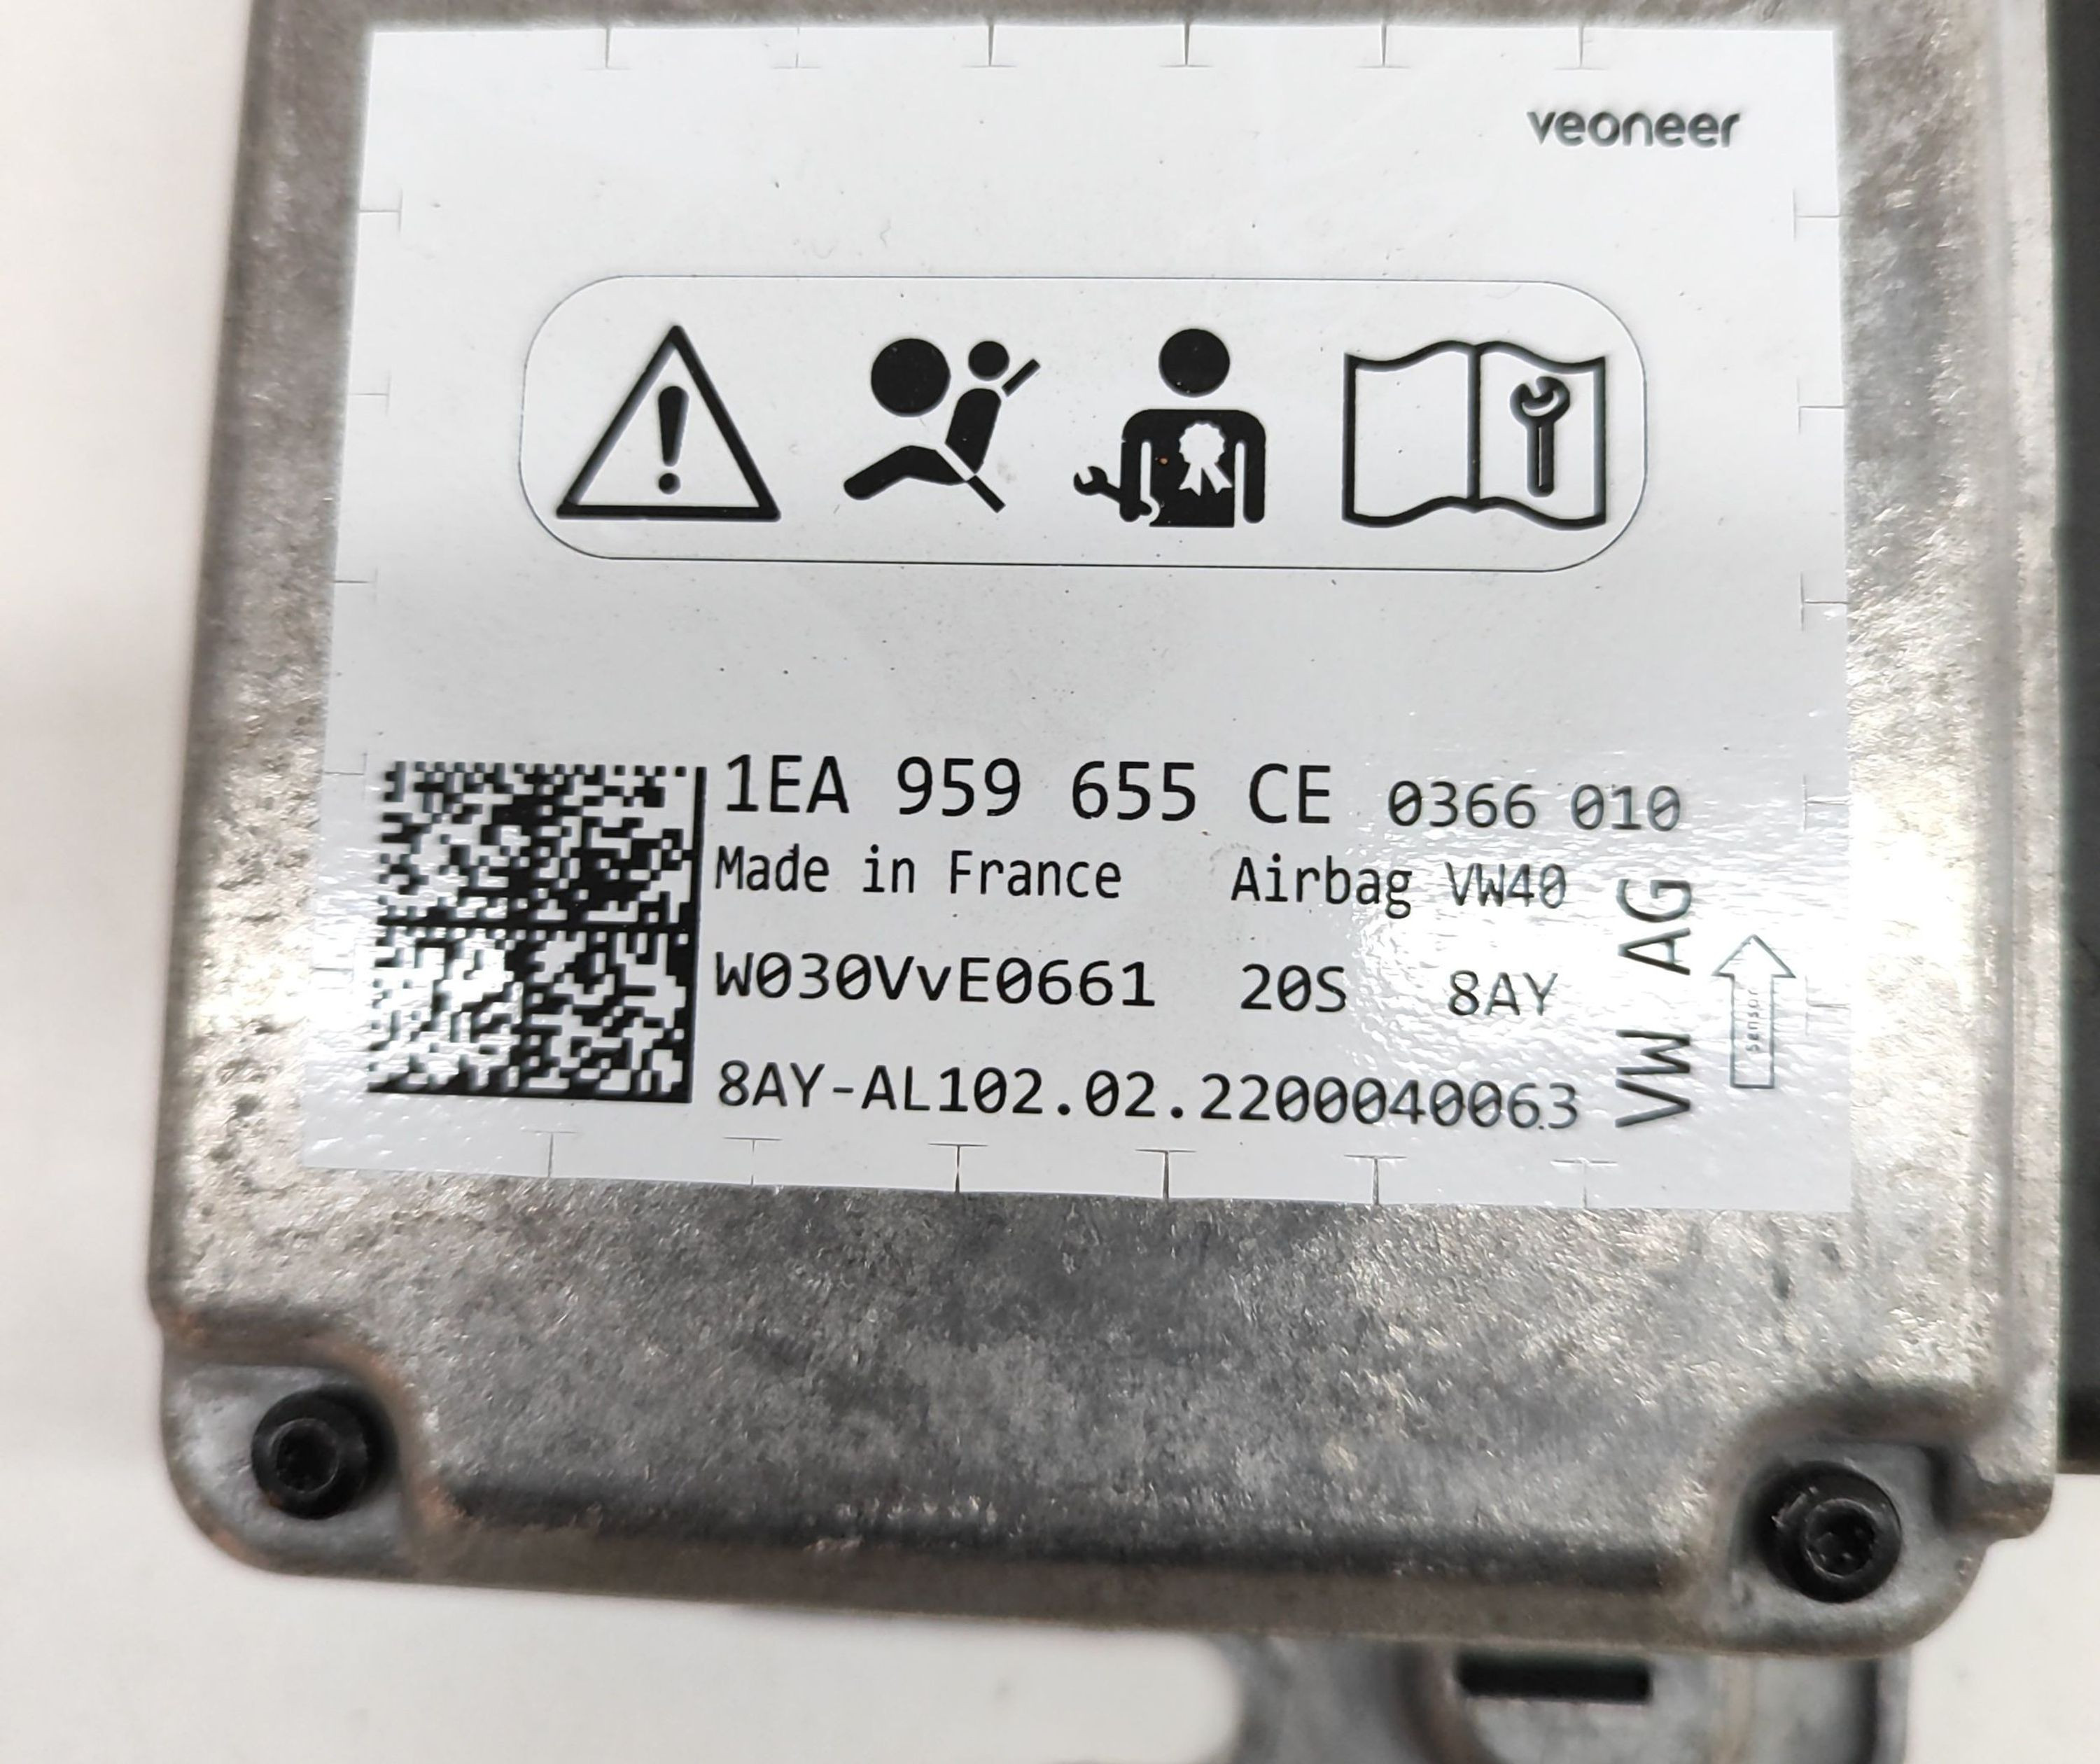 veoneer
1EA 959 655 CE 0366 010
Made in France Airbag VW40
W030VvE0661 20S 8AY
8AY-AL102.02.2200040063
VW AG
sensor